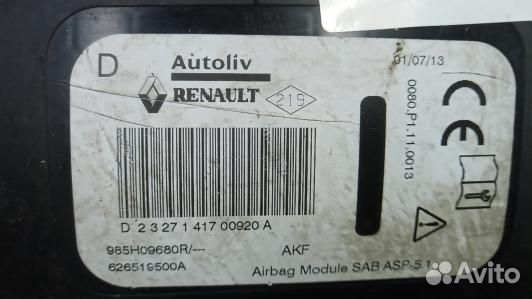 D
Autoliv
01/07/13
RENAULT
219
0080.P1.11.0013
CE
D 2 3 27 1 417 00920 A
985H09680R/---
AKF
626519500A
Airbag Module SAB ASP-5.1
Avito